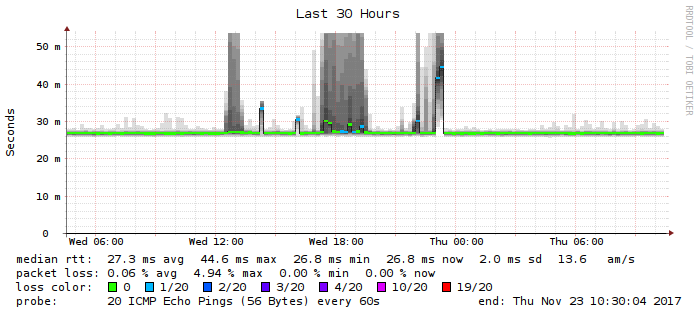 Last 30 Hours
RRDTOOL / TOBI OETIKER
Seconds
50 m
40 m
30 m
20 m
10 m
0
Wed 06:00 Wed 12:00 Wed 18:00 Thu 00:00 Thu 06:00
median rtt: 27.3 ms avg 44.6 ms max 26.8 ms min 26.8 ms now 2.0 ms sd 13.6 am/s
packet loss: 0.06 % avg 4.94 % max 0.00 % min 0.00 % now
loss color: 0 1/20 2/20 3/20 4/20 10/20 19/20
probe: 20 ICMP Echo Pings (56 Bytes) every 60s end: Thu Nov 23 10:30:04 2017